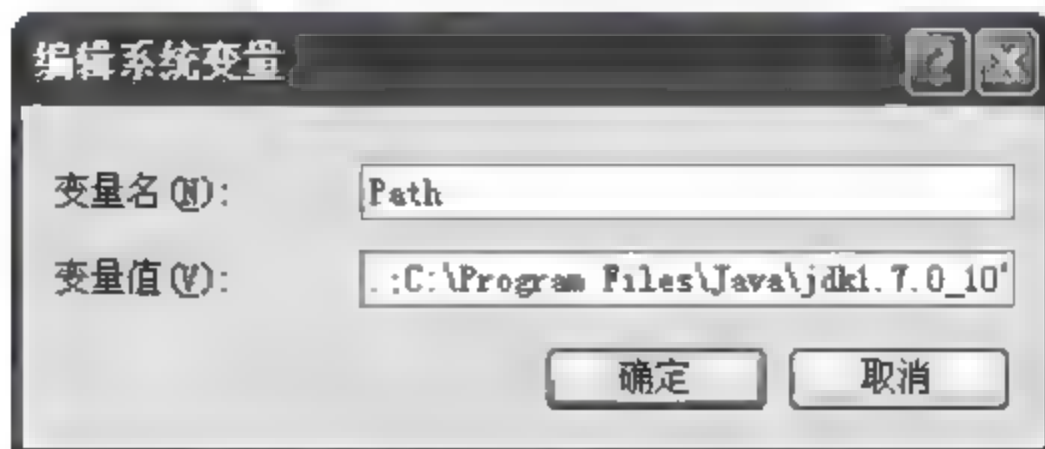 编辑系统变量
变量名(N): Path
变量值(V): .;C:\Program Files\Java\jdk1.7.0_10
确定 取消